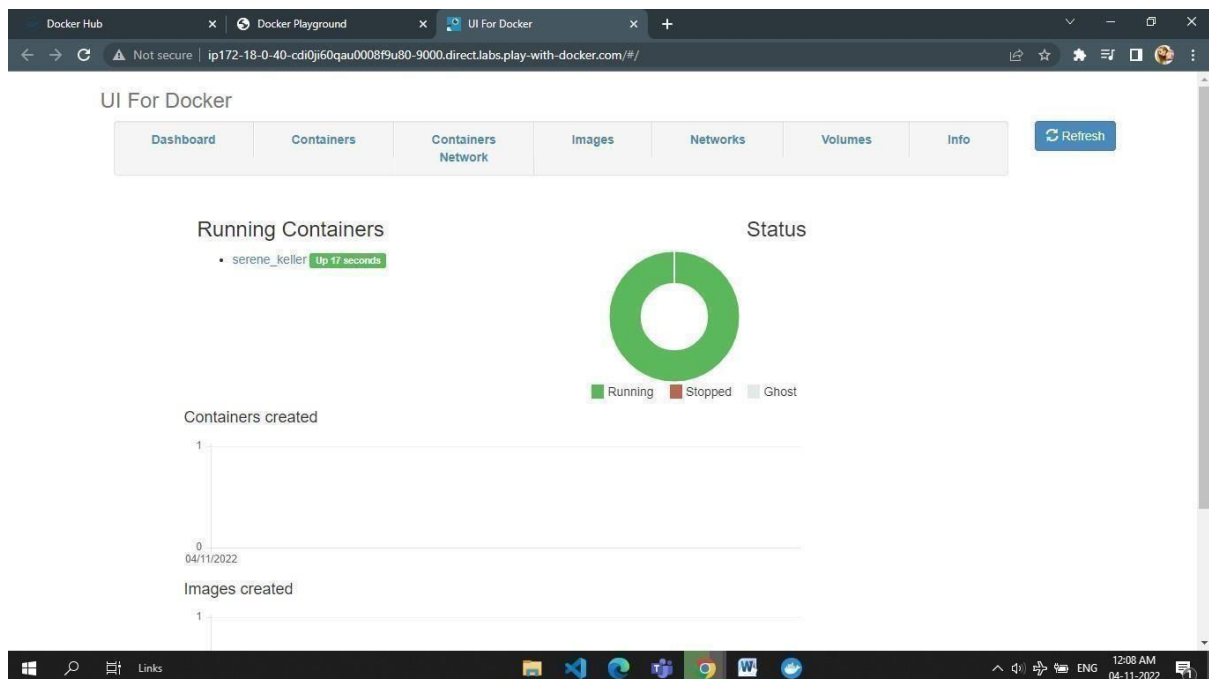 Docker Hub
Docker Playground
UI For Docker
Not secure | ip172-18-0-40-cdi0ji60qau0008f9u80-9000.direct.labs.play-with-docker.com/#/
UI For Docker
Dashboard
Containers
Containers
Network
Images
Networks
Volumes
Info
Refresh
Running Containers
Status
serene_keller Up 17 seconds
Running
Stopped
Ghost
Containers created
1
0
04/11/2022
Images created
1
Links
ENG
12:08 AM
04-11-2022